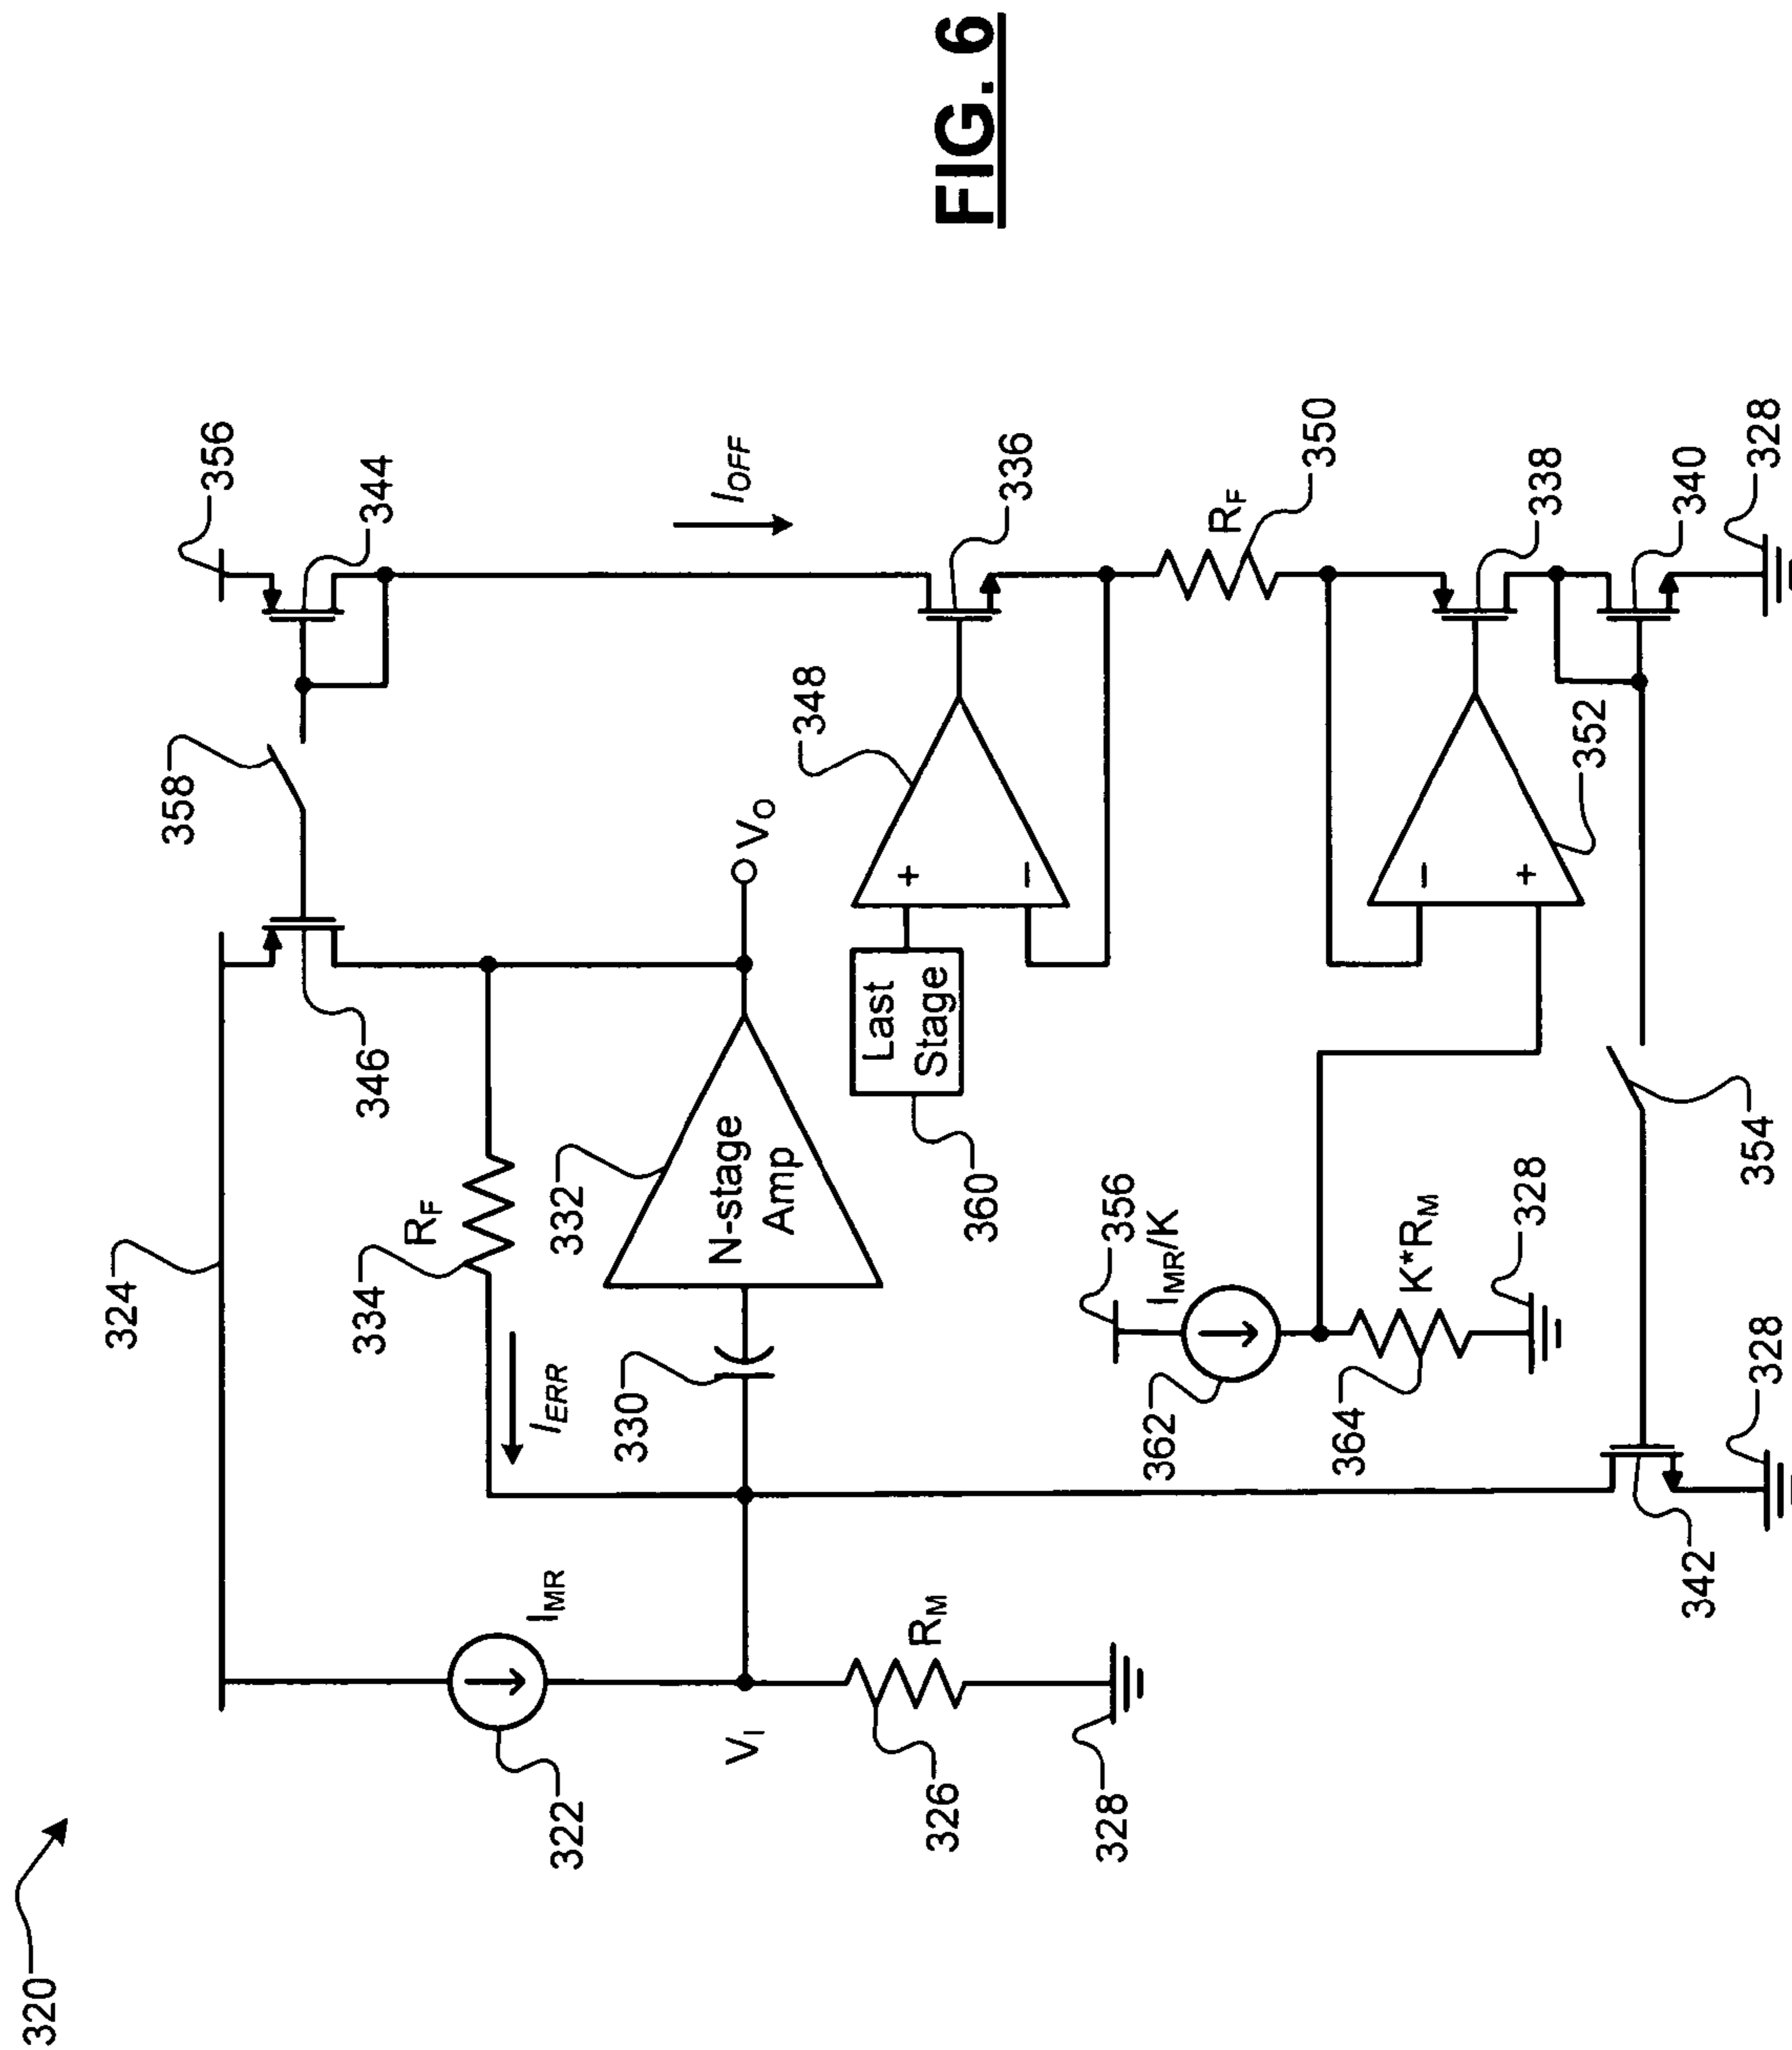 320
324
322
I_MR
V_I
R_M
326
328
334
R_F
I_ERR
330
332
N-stage
Amp
346
358
V_O
356
344
I_OFF
348
336
+
−
Last
Stage
360
R_F
350
356
I_MR/K
362
K*R_M
364
328
−
+
352
338
340
328
354
342
328
FIG. 6